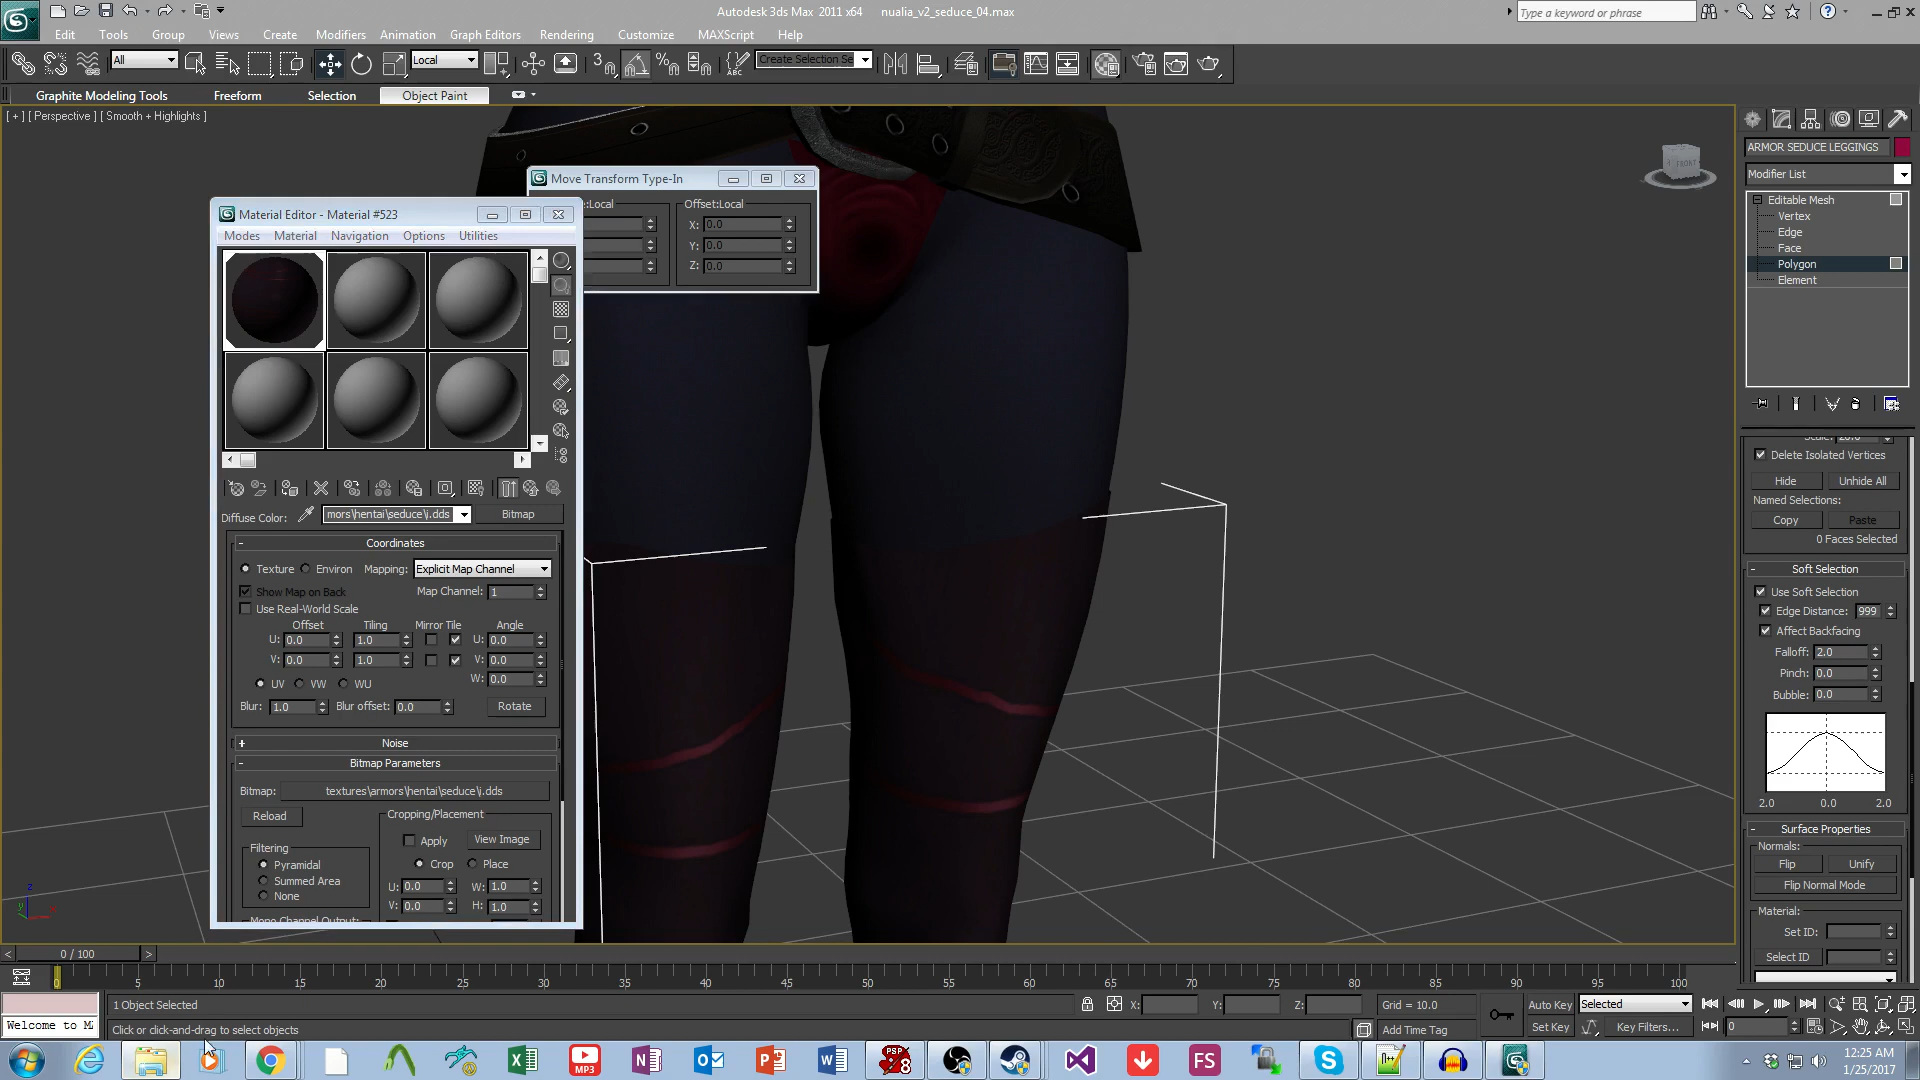 Autodesk 3ds Max 2011 x64 nualia_v2_seduce_04.max
Type a keyword or phrase
Edit Tools Group Views Create Modifiers Animation Graph Editors Rendering Customize MAXScript Help
All Local Create Selection Se
Graphite Modeling Tools Freeform Selection Object Paint
[ + ] [ Perspective ] [ Smooth + Highlights ]
ARMOR SEDUCE LEGGINGS
Modifier List
Editable Mesh
Vertex
Edge
Face
Polygon
Element
FRONT
Move Transform Type-In
:Local Offset:Local
X: 0.0
Y: 0.0
Z: 0.0
Material Editor - Material #523
Modes Material Navigation Options Utilities
Diffuse Color: mors\hentai\seduce\j.dds Bitmap
Coordinates
Texture Environ Mapping: Explicit Map Channel
Show Map on Back Map Channel: 1
Use Real-World Scale
Offset Tiling Mirror Tile Angle
U: 0.0 1.0 U: 0.0
V: 0.0 1.0 V: 0.0
W: 0.0
UV VW WU
Blur: 1.0 Blur offset: 0.0 Rotate
Noise
Bitmap Parameters
Bitmap: textures\armors\hentai\seduce\j.dds
Reload
Cropping/Placement
Apply View Image
Crop Place
U: 0.0 W: 1.0
V: 0.0 H: 1.0
Filtering
Pyramidal
Summed Area
None
Mono Channel Output:
Delete Isolated Vertices
Hide Unhide All
Named Selections:
Copy Paste
0 Faces Selected
Soft Selection
Use Soft Selection
Edge Distance: 999
Affect Backfacing
Falloff: 2.0
Pinch: 0.0
Bubble: 0.0
2.0 0.0 2.0
Surface Properties
Normals:
Flip Unify
Flip Normal Mode
Material:
Set ID:
Select ID
0 / 100
0 5 10 15 20 25 30 35 40 45 50 55 60 65 70 75 80 85 90 95 100
1 Object Selected X: Y: Z: Grid = 10.0 Auto Key Selected
Welcome to M
Click or click-and-drag to select objects Add Time Tag Set Key Key Filters... 0
12:25 AM
1/25/2017